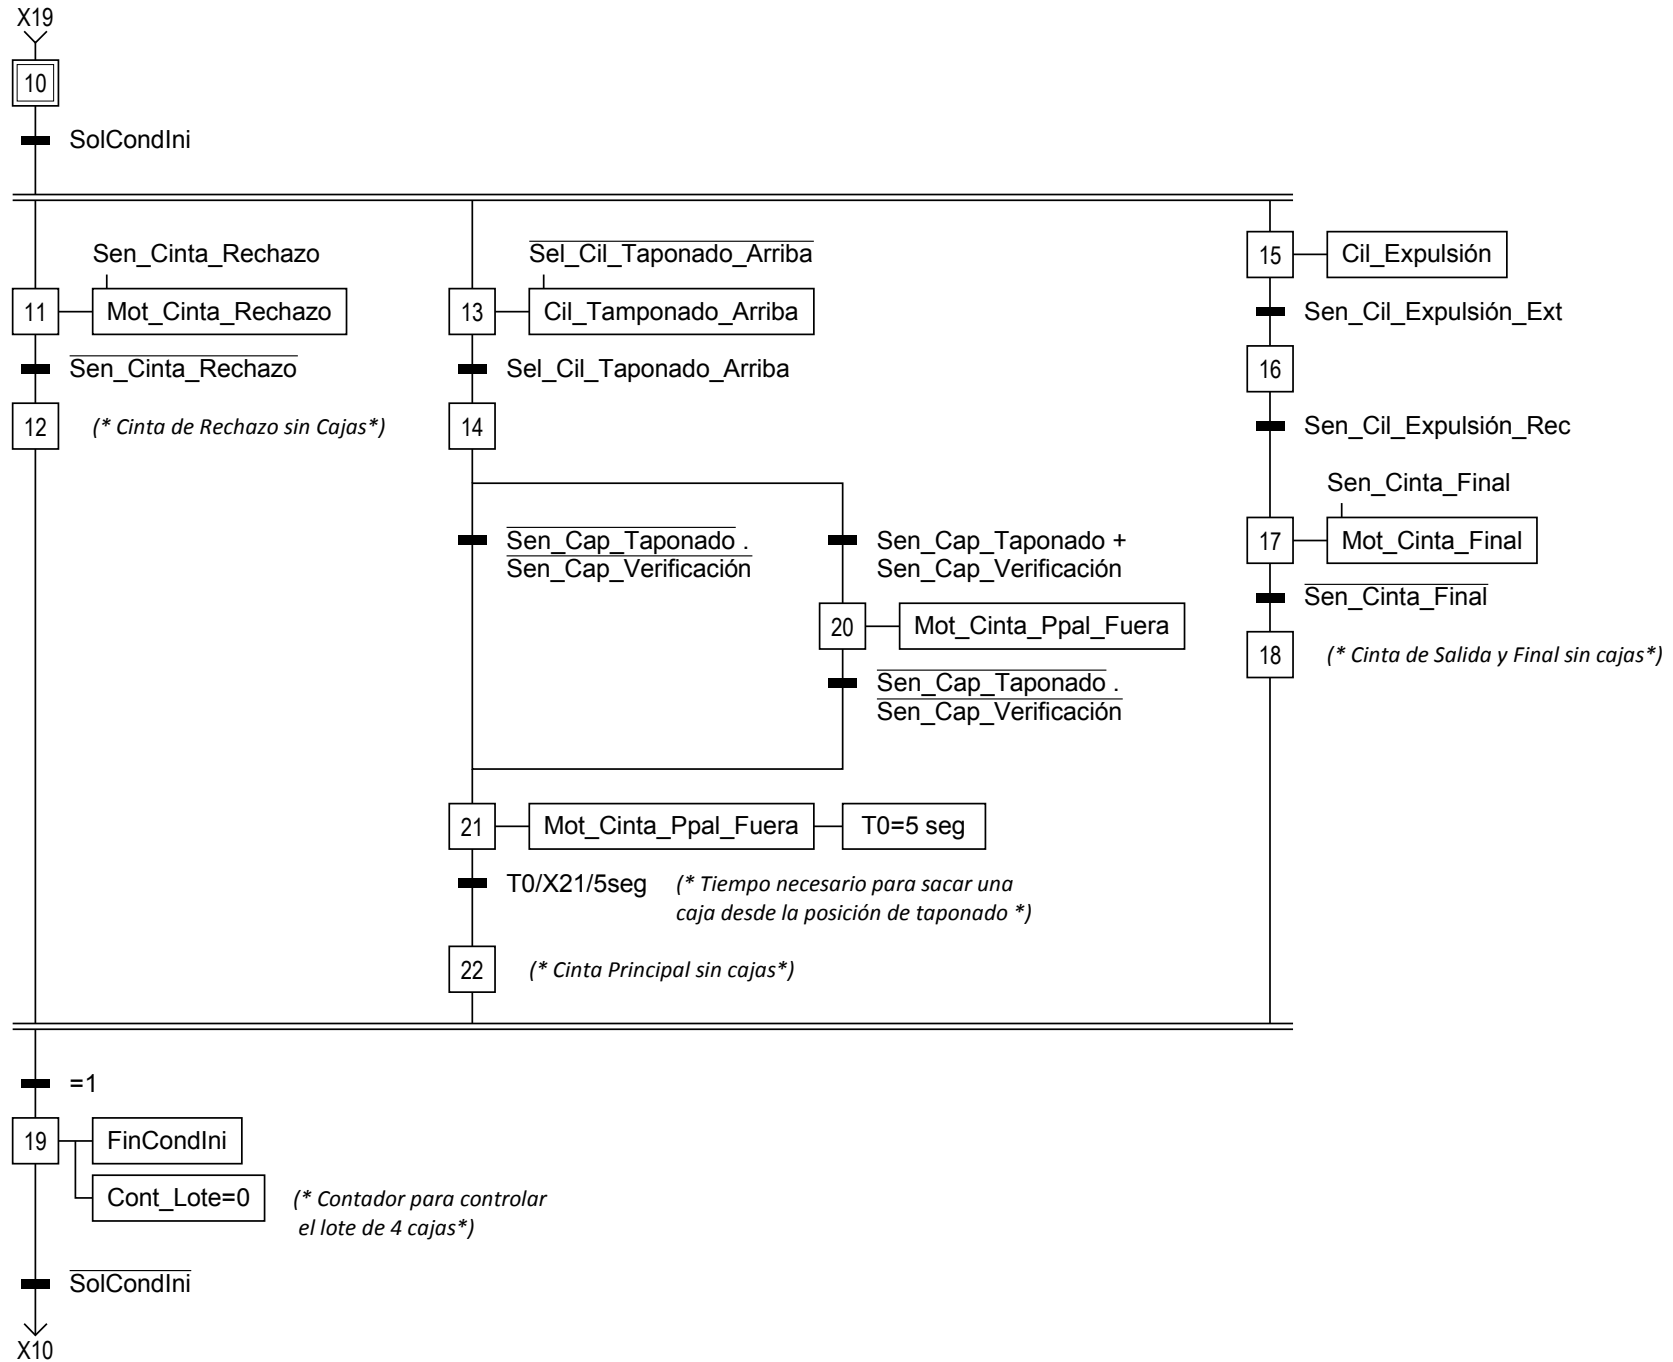 X19
10
SolCondIni
Sen_Cinta_Rechazo
11
Mot_Cinta_Rechazo
Sen_Cinta_Rechazo
12
(* Cinta de Rechazo sin Cajas*)
Sel_Cil_Taponado_Arriba
13
Cil_Tamponado_Arriba
Sel_Cil_Taponado_Arriba
14
Sen_Cap_Taponado .
Sen_Cap_Verificación
Sen_Cap_Taponado +
Sen_Cap_Verificación
20
Mot_Cinta_Ppal_Fuera
Sen_Cap_Taponado .
Sen_Cap_Verificación
21
Mot_Cinta_Ppal_Fuera
T0=5 seg
T0/X21/5seg
(* Tiempo necesario para sacar una
caja desde la posición de taponado *)
22
(* Cinta Principal sin cajas*)
15
Cil_Expulsión
Sen_Cil_Expulsión_Ext
16
Sen_Cil_Expulsión_Rec
Sen_Cinta_Final
17
Mot_Cinta_Final
Sen_Cinta_Final
18
(* Cinta de Salida y Final sin cajas*)
=1
19
FinCondIni
Cont_Lote=0
(* Contador para controlar
el lote de 4 cajas*)
SolCondIni
X10